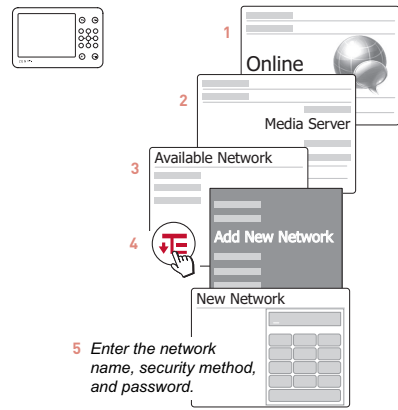 1
Online
2
Media Server
3
Available Network
4
Add New Network
New Network
5 Enter the network
name, security method,
and password.